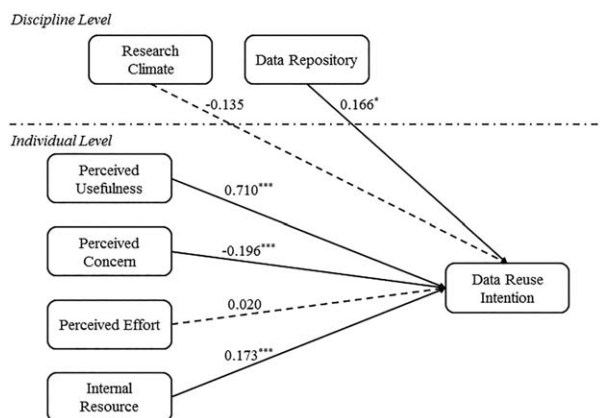 Discipline Level
Research
Climate
Data Repository
-0.135
0.166*
Individual Level
Perceived
Usefulness
0.710***
Perceived
Concern
-0.196***
Data Reuse
Intention
0.020
Perceived Effort
0.173***
Internal
Resource